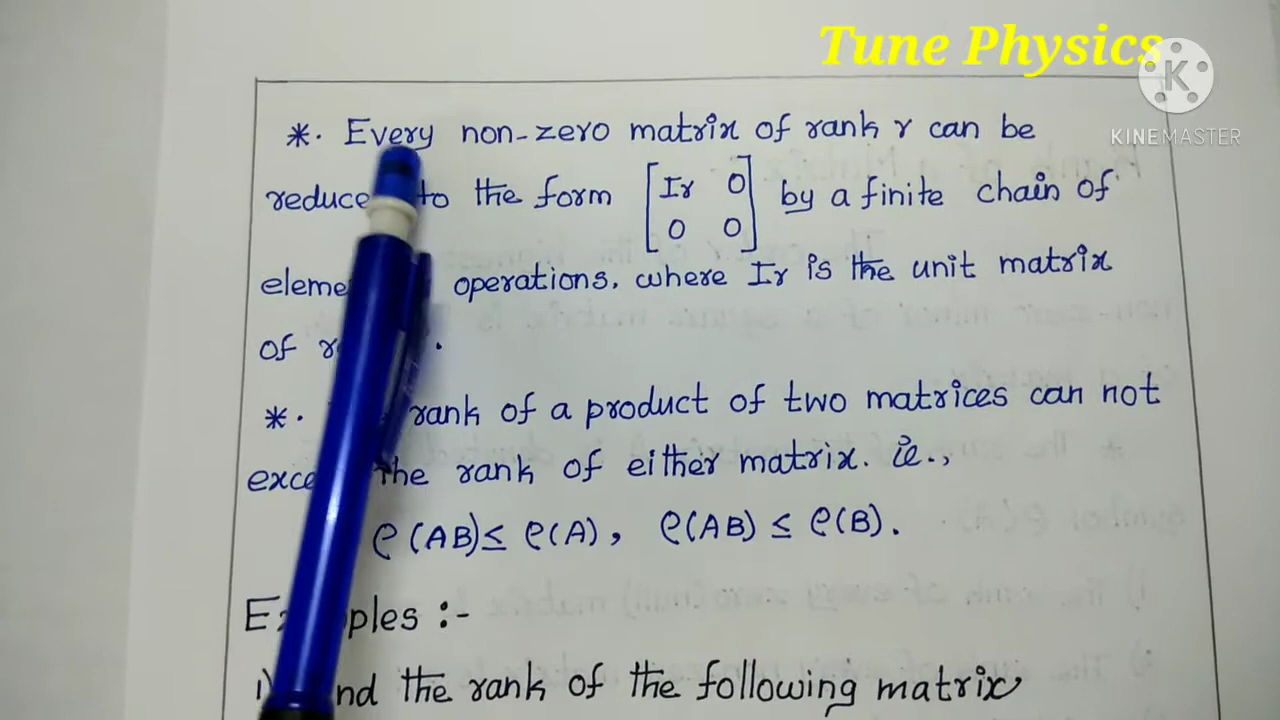 Tune Physics
KINEMASTER
*. Every non-zero matrix of rank r can be
reduce to the form [Ir 0
0 0] by a finite chain of
eleme operations, where Ir is the unit matrix
of r .
*. rank of a product of two matrices can not
exce the rank of either matrix. ie.,
ρ(AB) ≤ ρ(A), ρ(AB) ≤ ρ(B).
E ples :-
1) nd the rank of the following matrix